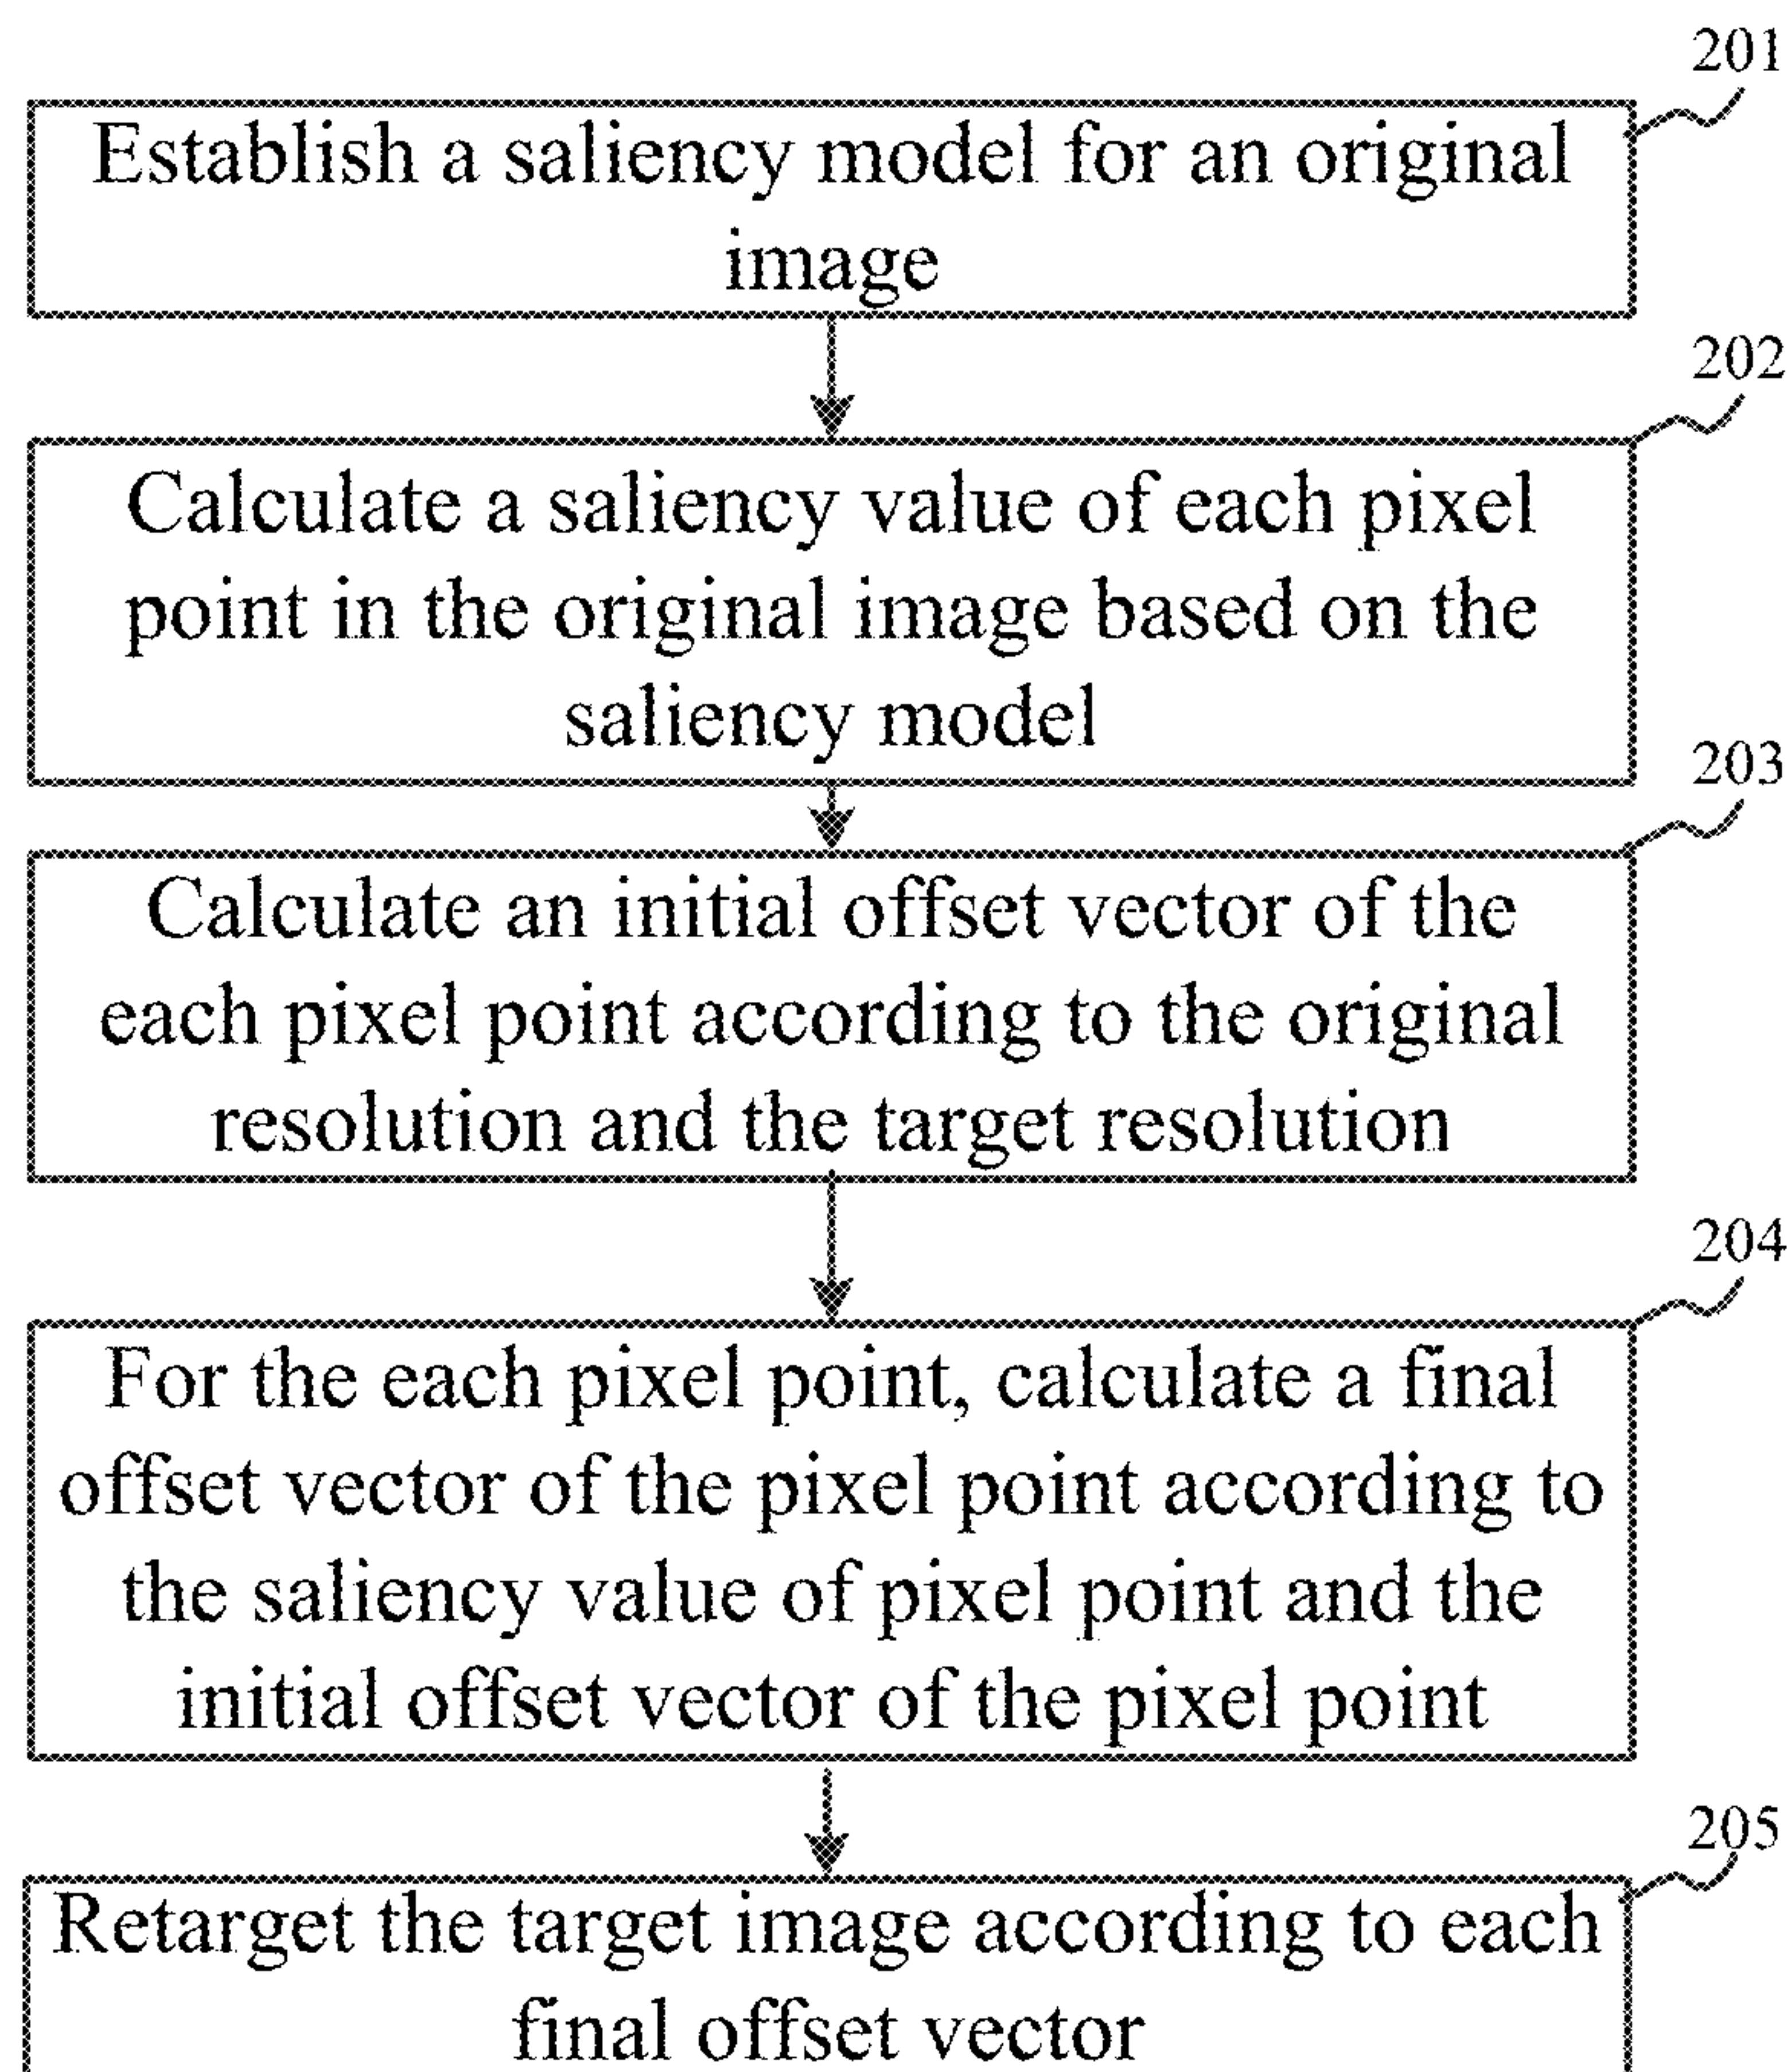 201
Establish a saliency model for an original
image
202
Calculate a saliency value of each pixel
point in the original image based on the
saliency model
203
Calculate an initial offset vector of the
each pixel point according to the original
resolution and the target resolution
204
For the each pixel point, calculate a final
offset vector of the pixel point according to
the saliency value of pixel point and the
initial offset vector of the pixel point
205
Retarget the target image according to each
final offset vector